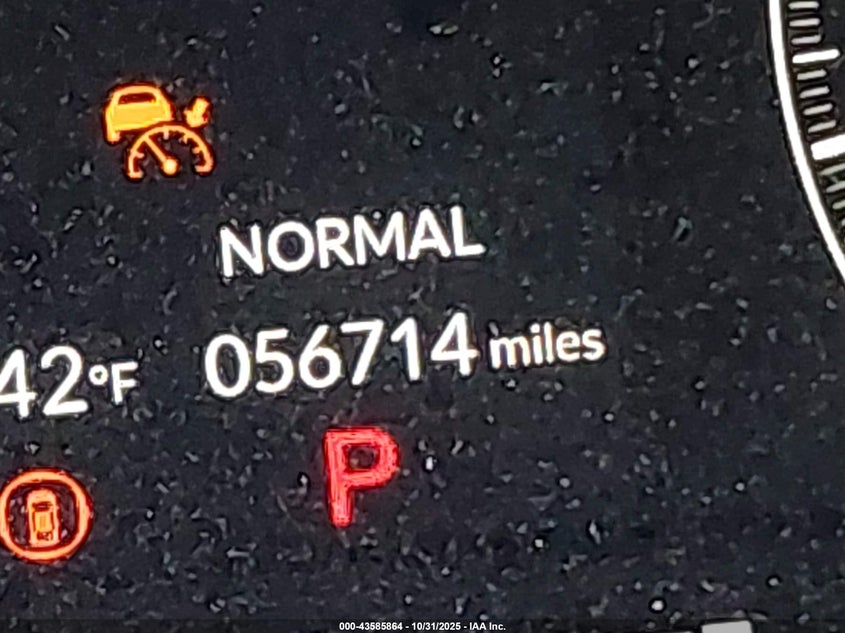 NORMAL
42°F 056714 miles
P
000-43585864 - 10/31/2025 - IAA Inc.